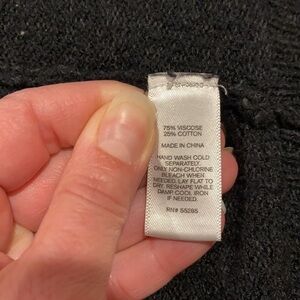 75% VISCOSE
25% COTTON
MADE IN CHINA
HAND WASH COLD
SEPARATELY.
ONLY NON-CHLORINE
BLEACH WHEN
NEEDED. LAY FLAT TO
DRY. RESHAPE WHILE
DAMP. COOL IRON
IF NEEDED.
RN# 55285